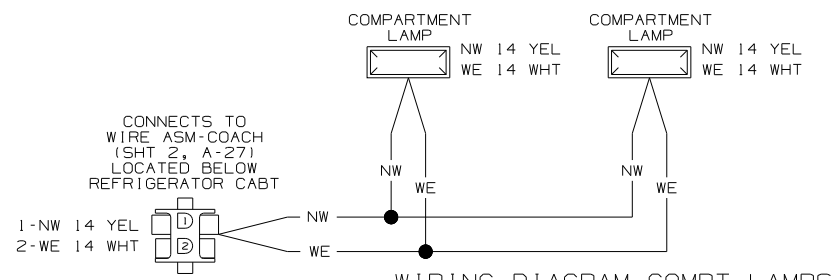 COMPARTMENT
LAMP
NW 14 YEL
WE 14 WHT
COMPARTMENT
LAMP
NW 14 YEL
WE 14 WHT
CONNECTS TO
WIRE ASM-COACH
(SHT 2, A-27)
LOCATED BELOW
REFRIGERATOR CABT
NW
WE
NW
WE
1-NW 14 YEL
2-WE 14 WHT
1
2
NW
WE
WIRING DIAGRAM COMPT LAMPS